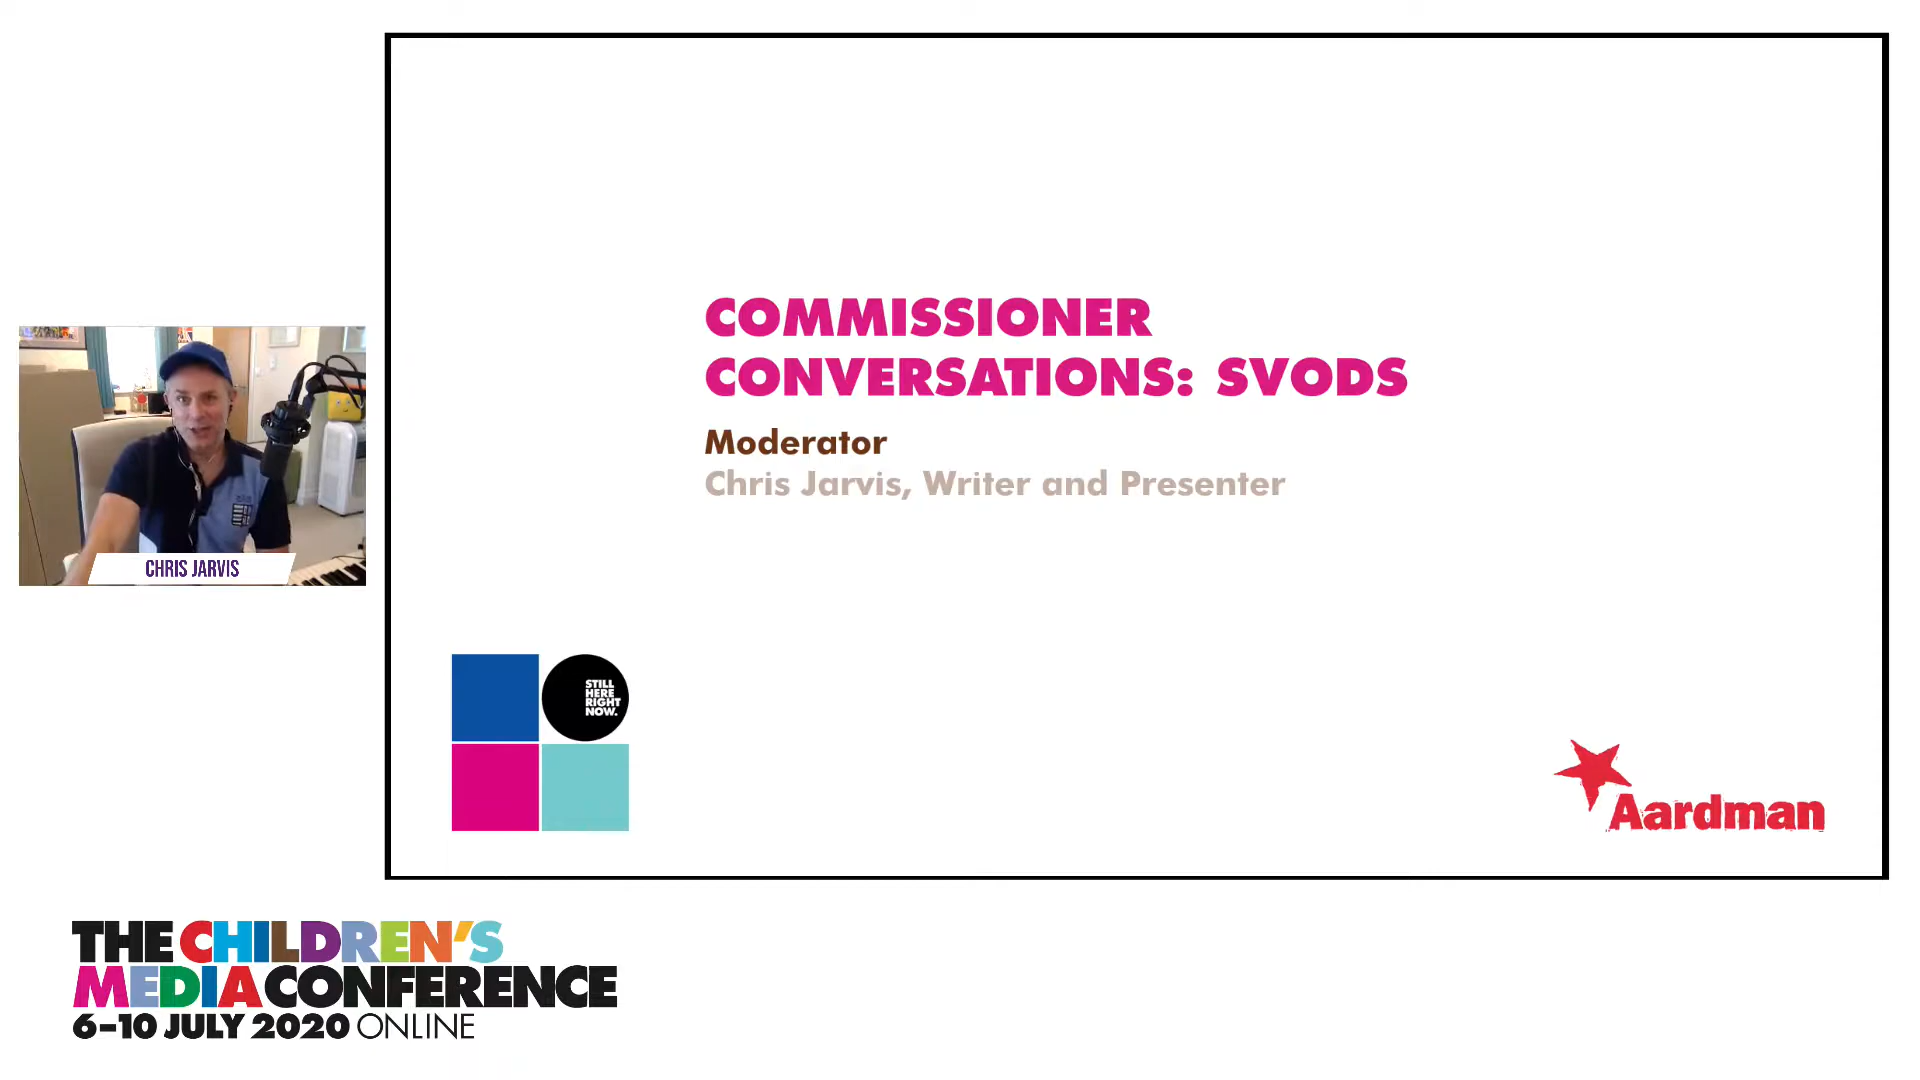 COMMISSIONER
CONVERSATIONS: SVODS
Moderator
Chris Jarvis, Writer and Presenter
CHRIS JARVIS
STILL
HERE
RIGHT
NOW.
Aardman
THE CHILDREN'S
MEDIA CONFERENCE
6–10 JULY 2020 ONLINE